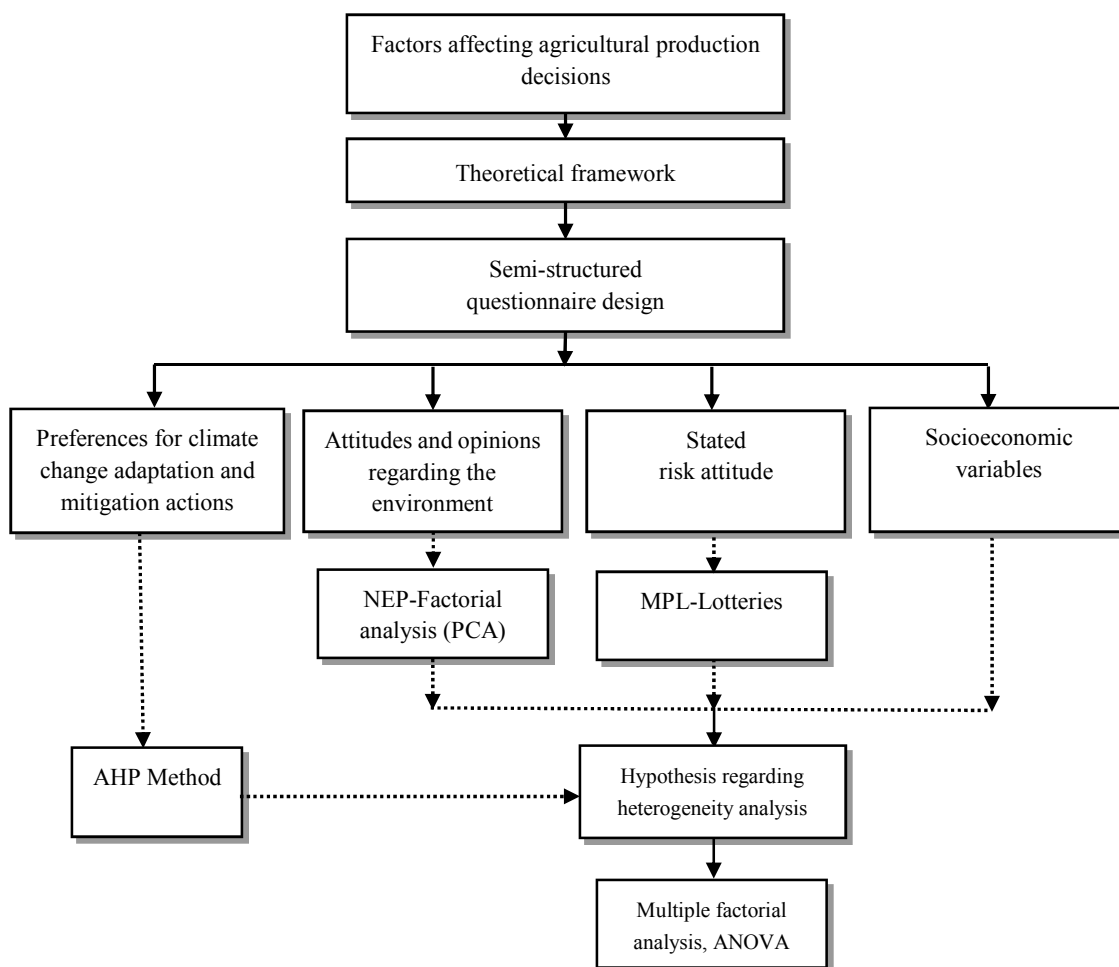 Factors affecting agricultural production
decisions
Theoretical framework
Semi-structured
questionnaire design
Preferences for climate
change adaptation and
mitigation actions
Attitudes and opinions
regarding the
environment
Stated
risk attitude
Socioeconomic
variables
NEP-Factorial
analysis (PCA)
MPL-Lotteries
AHP Method
Hypothesis regarding
heterogeneity analysis
Multiple factorial
analysis, ANOVA